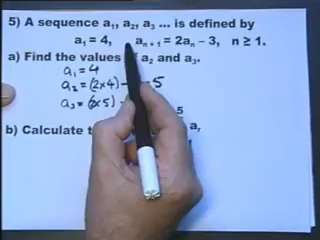 5) A sequence a₁, a₂, a₃ ... is defined by
a₁ = 4, aₙ₊₁ = 2aₙ – 3, n ≥ 1.
a) Find the values a₂ and a₃.
a₁ = 4
a₂ = (2×4) – 5
a₃ = (2×5) –
b) Calculate aᵣ